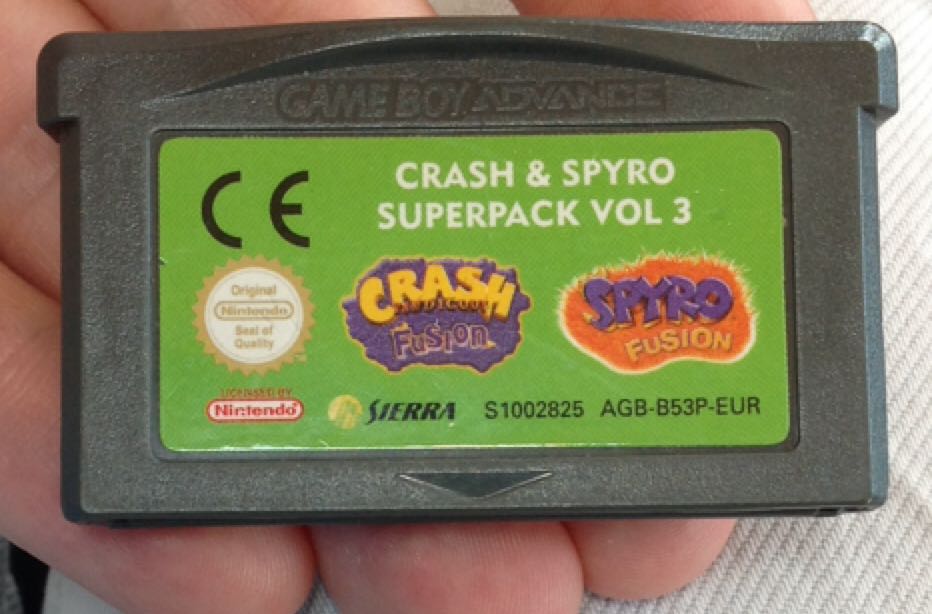 GAME BOY ADVANCE
CE
CRASH & SPYRO
SUPERPACK VOL 3
Original
Nintendo
Seal of
Quality
CRASH
BANDICOOT
Fusion
SPYRO
FUSION
LICENSED BY
Nintendo
SIERRA
S1002825 AGB-B53P-EUR